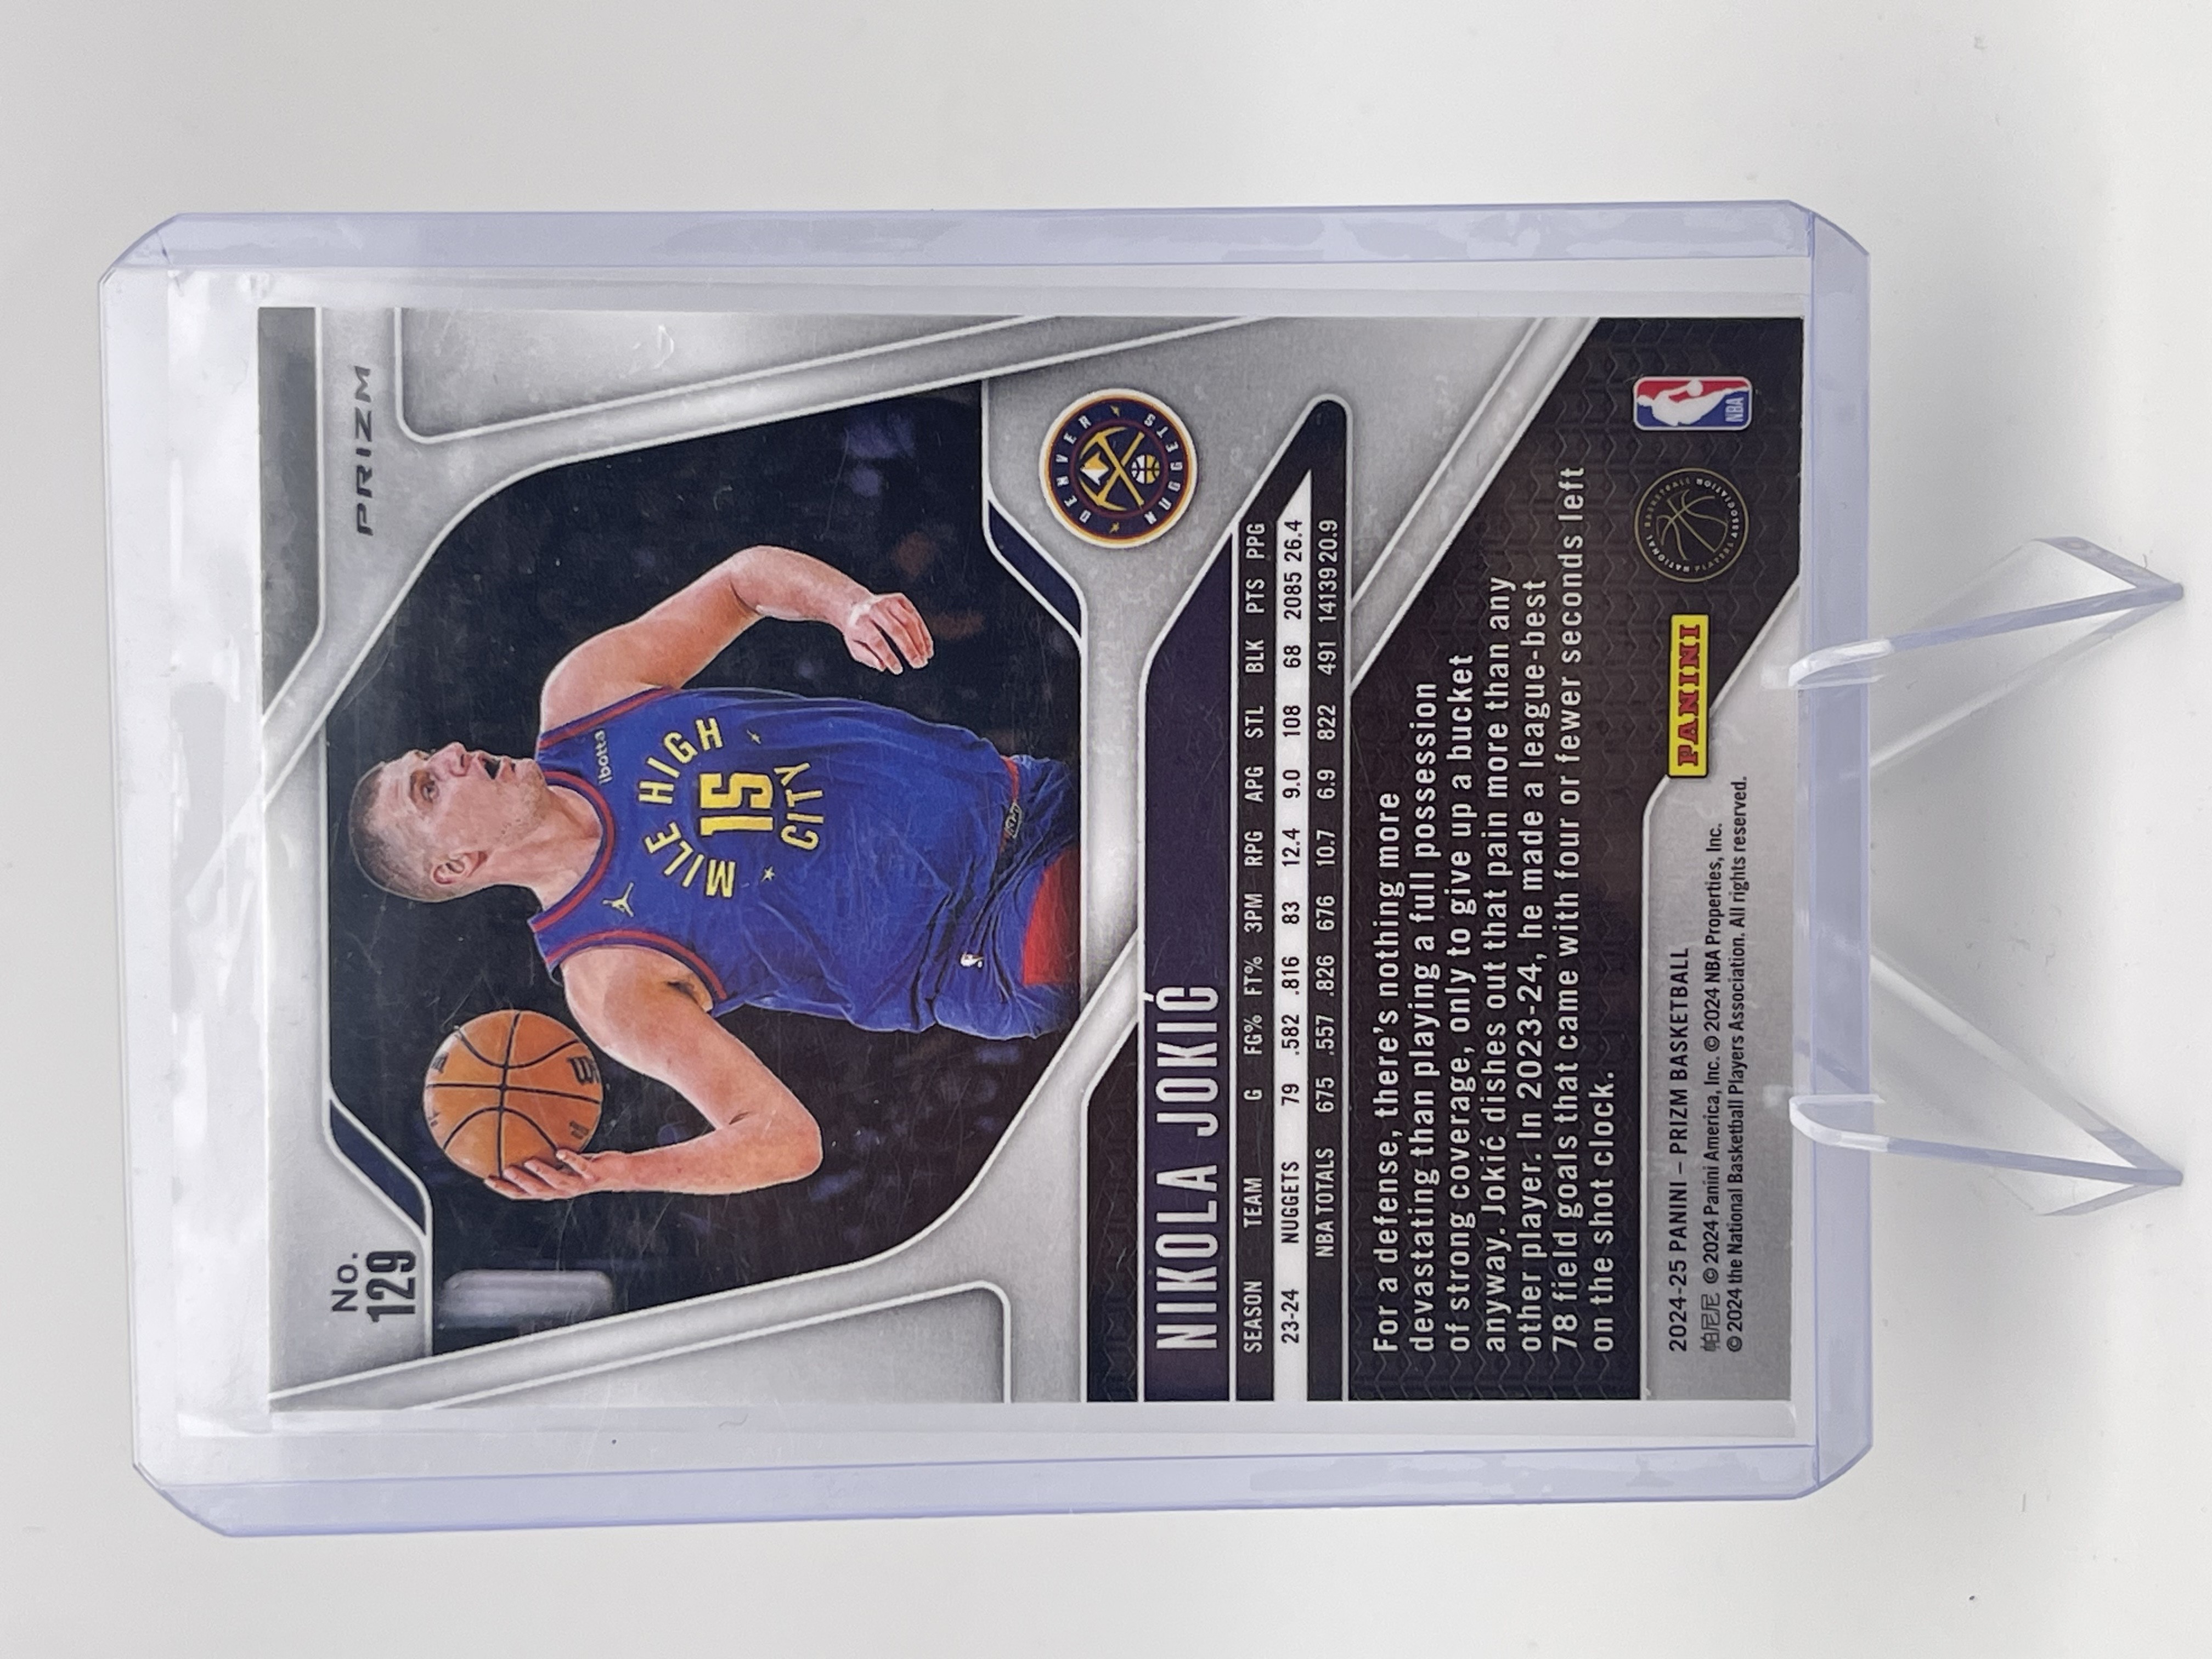 No.
129
PRIZM
ibotta
MILE HIGH
15
CITY
DENVER
NUGGETS
NIKOLA JOKIĆ
SEASON TEAM G FG% FT% 3PM RPG APG STL BLK PTS PPG
23-24 NUGGETS 79 .582 .816 83 12.4 9.0 108 68 2085 26.4
NBA TOTALS 675 .557 .826 676 10.7 6.9 822 491 14139 20.9
For a defense, there's nothing more
devastating than playing a full possession
of strong coverage, only to give up a bucket
anyway. Jokić dishes out that pain more than any
other player. In 2023-24, he made a league-best
78 field goals that came with four or fewer seconds left
on the shot clock.
2024-25 PANINI – PRIZM BASKETBALL
帕尼尼 © 2024 Panini America, Inc. © 2024 NBA Properties, Inc.
© 2024 the National Basketball Players Association. All rights reserved.
PANINI
NATIONAL BASKETBALL
PLAYERS ASSOCIATION
NBA